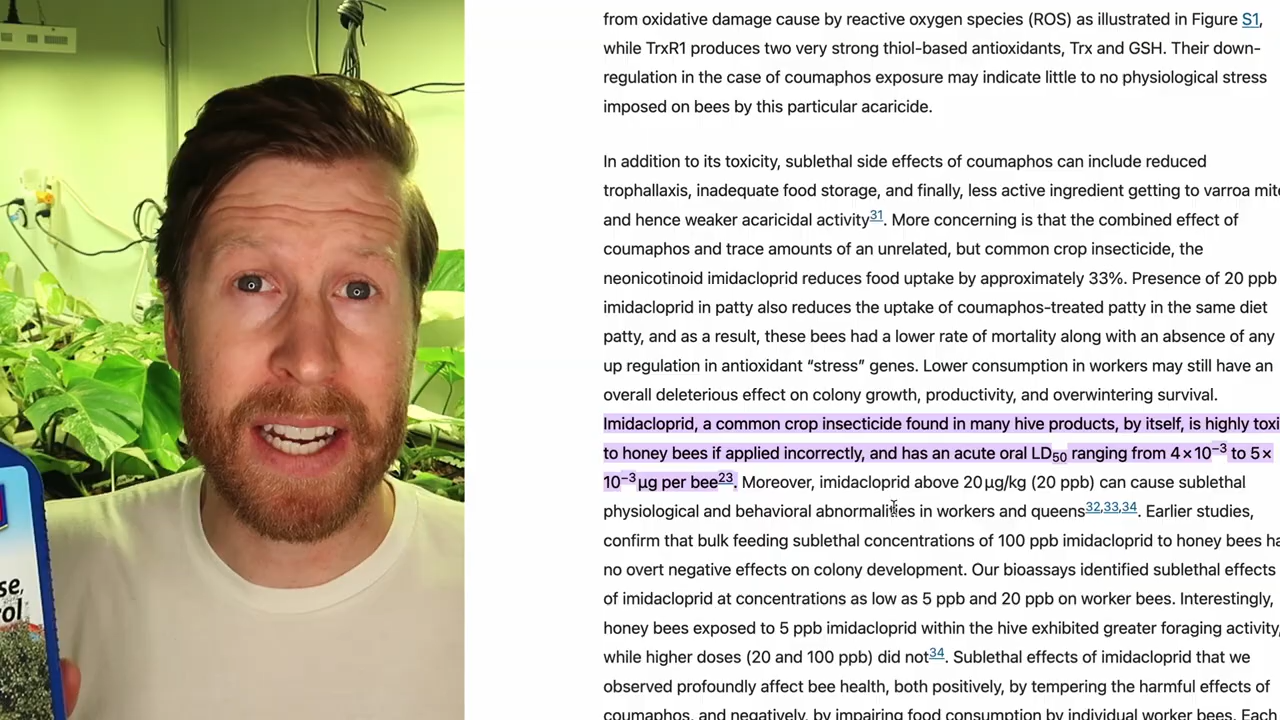 from oxidative damage cause by reactive oxygen species (ROS) as illustrated in Figure S1,
while TrxR1 produces two very strong thiol-based antioxidants, Trx and GSH. Their down-
regulation in the case of coumaphos exposure may indicate little to no physiological stress
imposed on bees by this particular acaricide.
In addition to its toxicity, sublethal side effects of coumaphos can include reduced
trophallaxis, inadequate food storage, and finally, less active ingredient getting to varroa mite
and hence weaker acaricidal activity31. More concerning is that the combined effect of
coumaphos and trace amounts of an unrelated, but common crop insecticide, the
neonicotinoid imidacloprid reduces food uptake by approximately 33%. Presence of 20 ppb
imidacloprid in patty also reduces the uptake of coumaphos-treated patty in the same diet
patty, and as a result, these bees had a lower rate of mortality along with an absence of any
up regulation in antioxidant “stress” genes. Lower consumption in workers may still have an
overall deleterious effect on colony growth, productivity, and overwintering survival.
Imidacloprid, a common crop insecticide found in many hive products, by itself, is highly toxi
to honey bees if applied incorrectly, and has an acute oral LD50 ranging from 4×10−3 to 5×
10−3 μg per bee23. Moreover, imidacloprid above 20 μg/kg (20 ppb) can cause sublethal
physiological and behavioral abnormalities in workers and queens32,33,34. Earlier studies,
confirm that bulk feeding sublethal concentrations of 100 ppb imidacloprid to honey bees ha
no overt negative effects on colony development. Our bioassays identified sublethal effects
of imidacloprid at concentrations as low as 5 ppb and 20 ppb on worker bees. Interestingly,
honey bees exposed to 5 ppb imidacloprid within the hive exhibited greater foraging activity,
while higher doses (20 and 100 ppb) did not34. Sublethal effects of imidacloprid that we
observed profoundly affect bee health, both positively, by tempering the harmful effects of
coumaphos, and negatively, by impairing food consumption by individual worker bees. Each
se,
ol